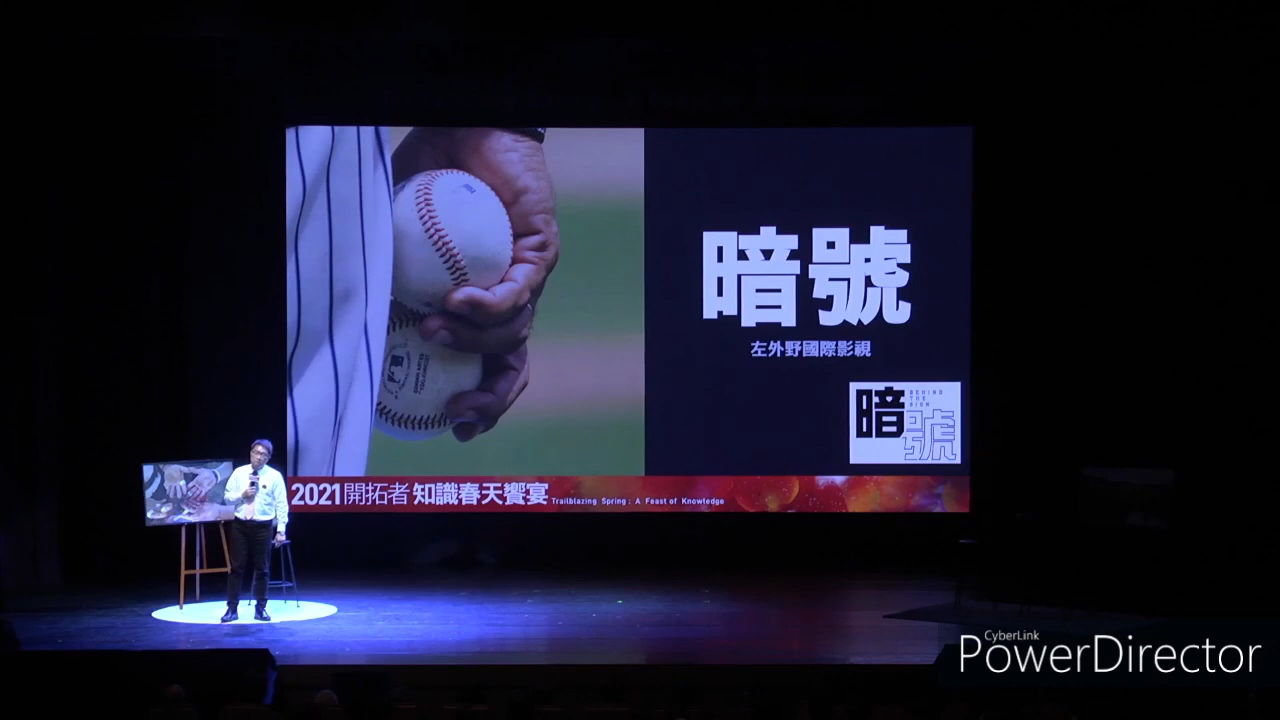 暗號
左外野國際影視
暗號
BEHIND
THE
SIGN
2021開拓者 知識春天饗宴 Trailblazing Spring : A Feast of Knowledge
CyberLink
PowerDirector